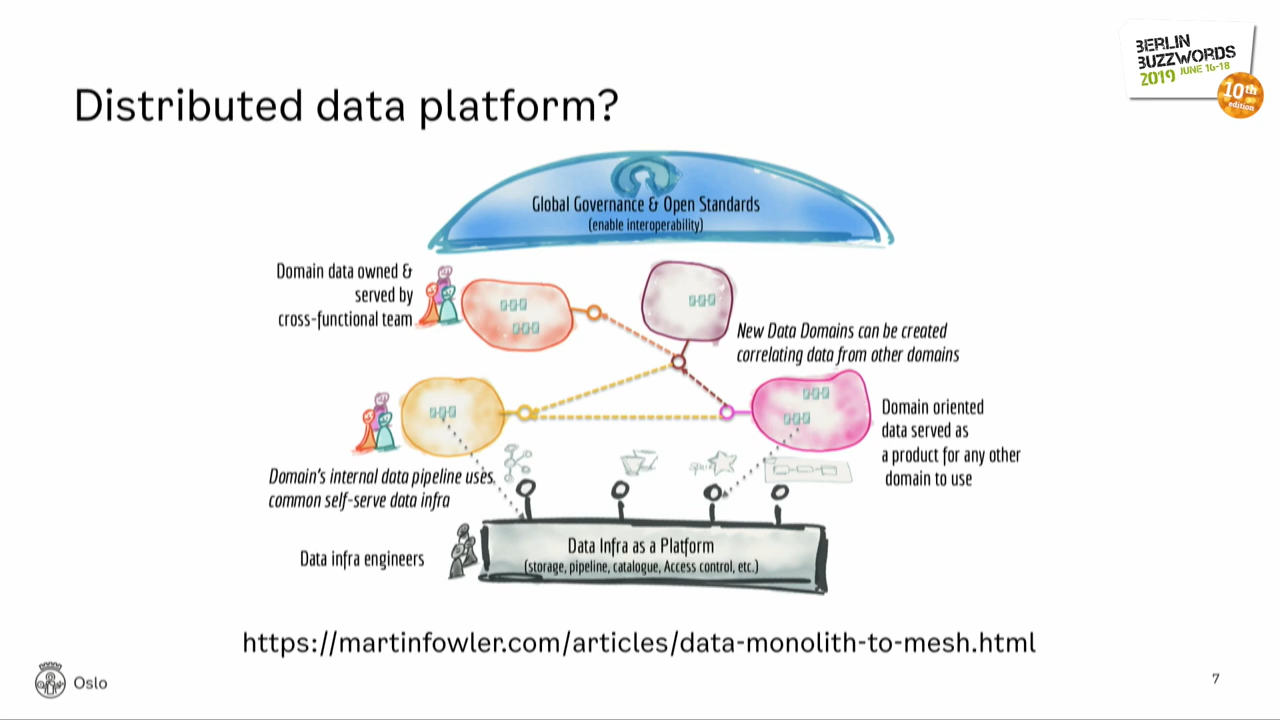 BERLIN
BUZZWORDS
2019 JUNE 16-18
10th
edition
Distributed data platform?
Global Governance & Open Standards
(enable interoperability)
Domain data owned &
served by
cross-functional team
New Data Domains can be created
correlating data from other domains
Domain oriented
data served as
a product for any other
domain to use
Domain's internal data pipeline uses
common self-serve data infra
Data infra engineers
Data Infra as a Platform
(storage, pipeline, catalogue, Access control, etc.)
https://martinfowler.com/articles/data-monolith-to-mesh.html
Oslo
7